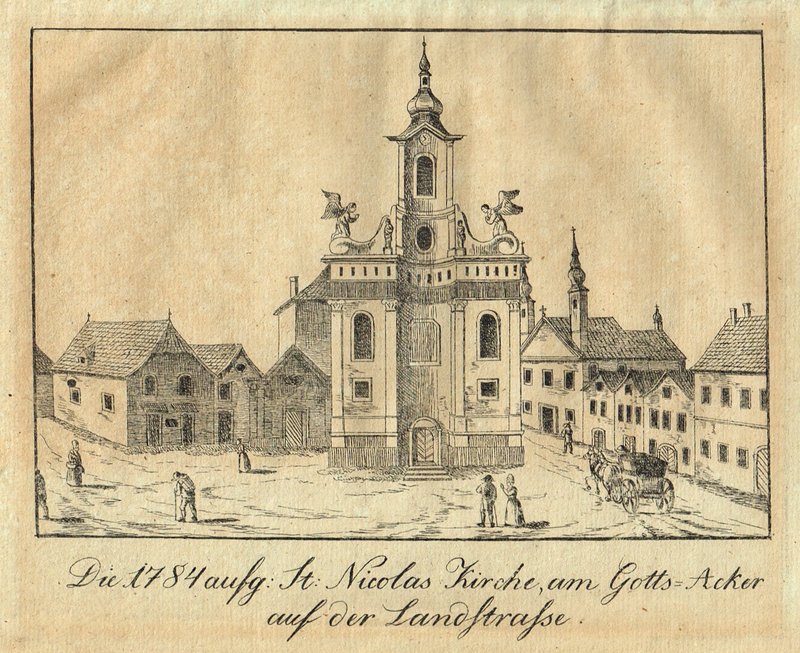 Die 1784 aufg: St: Nicolas Kirche, am Gotts=Acker
auf der Landſtraſse.